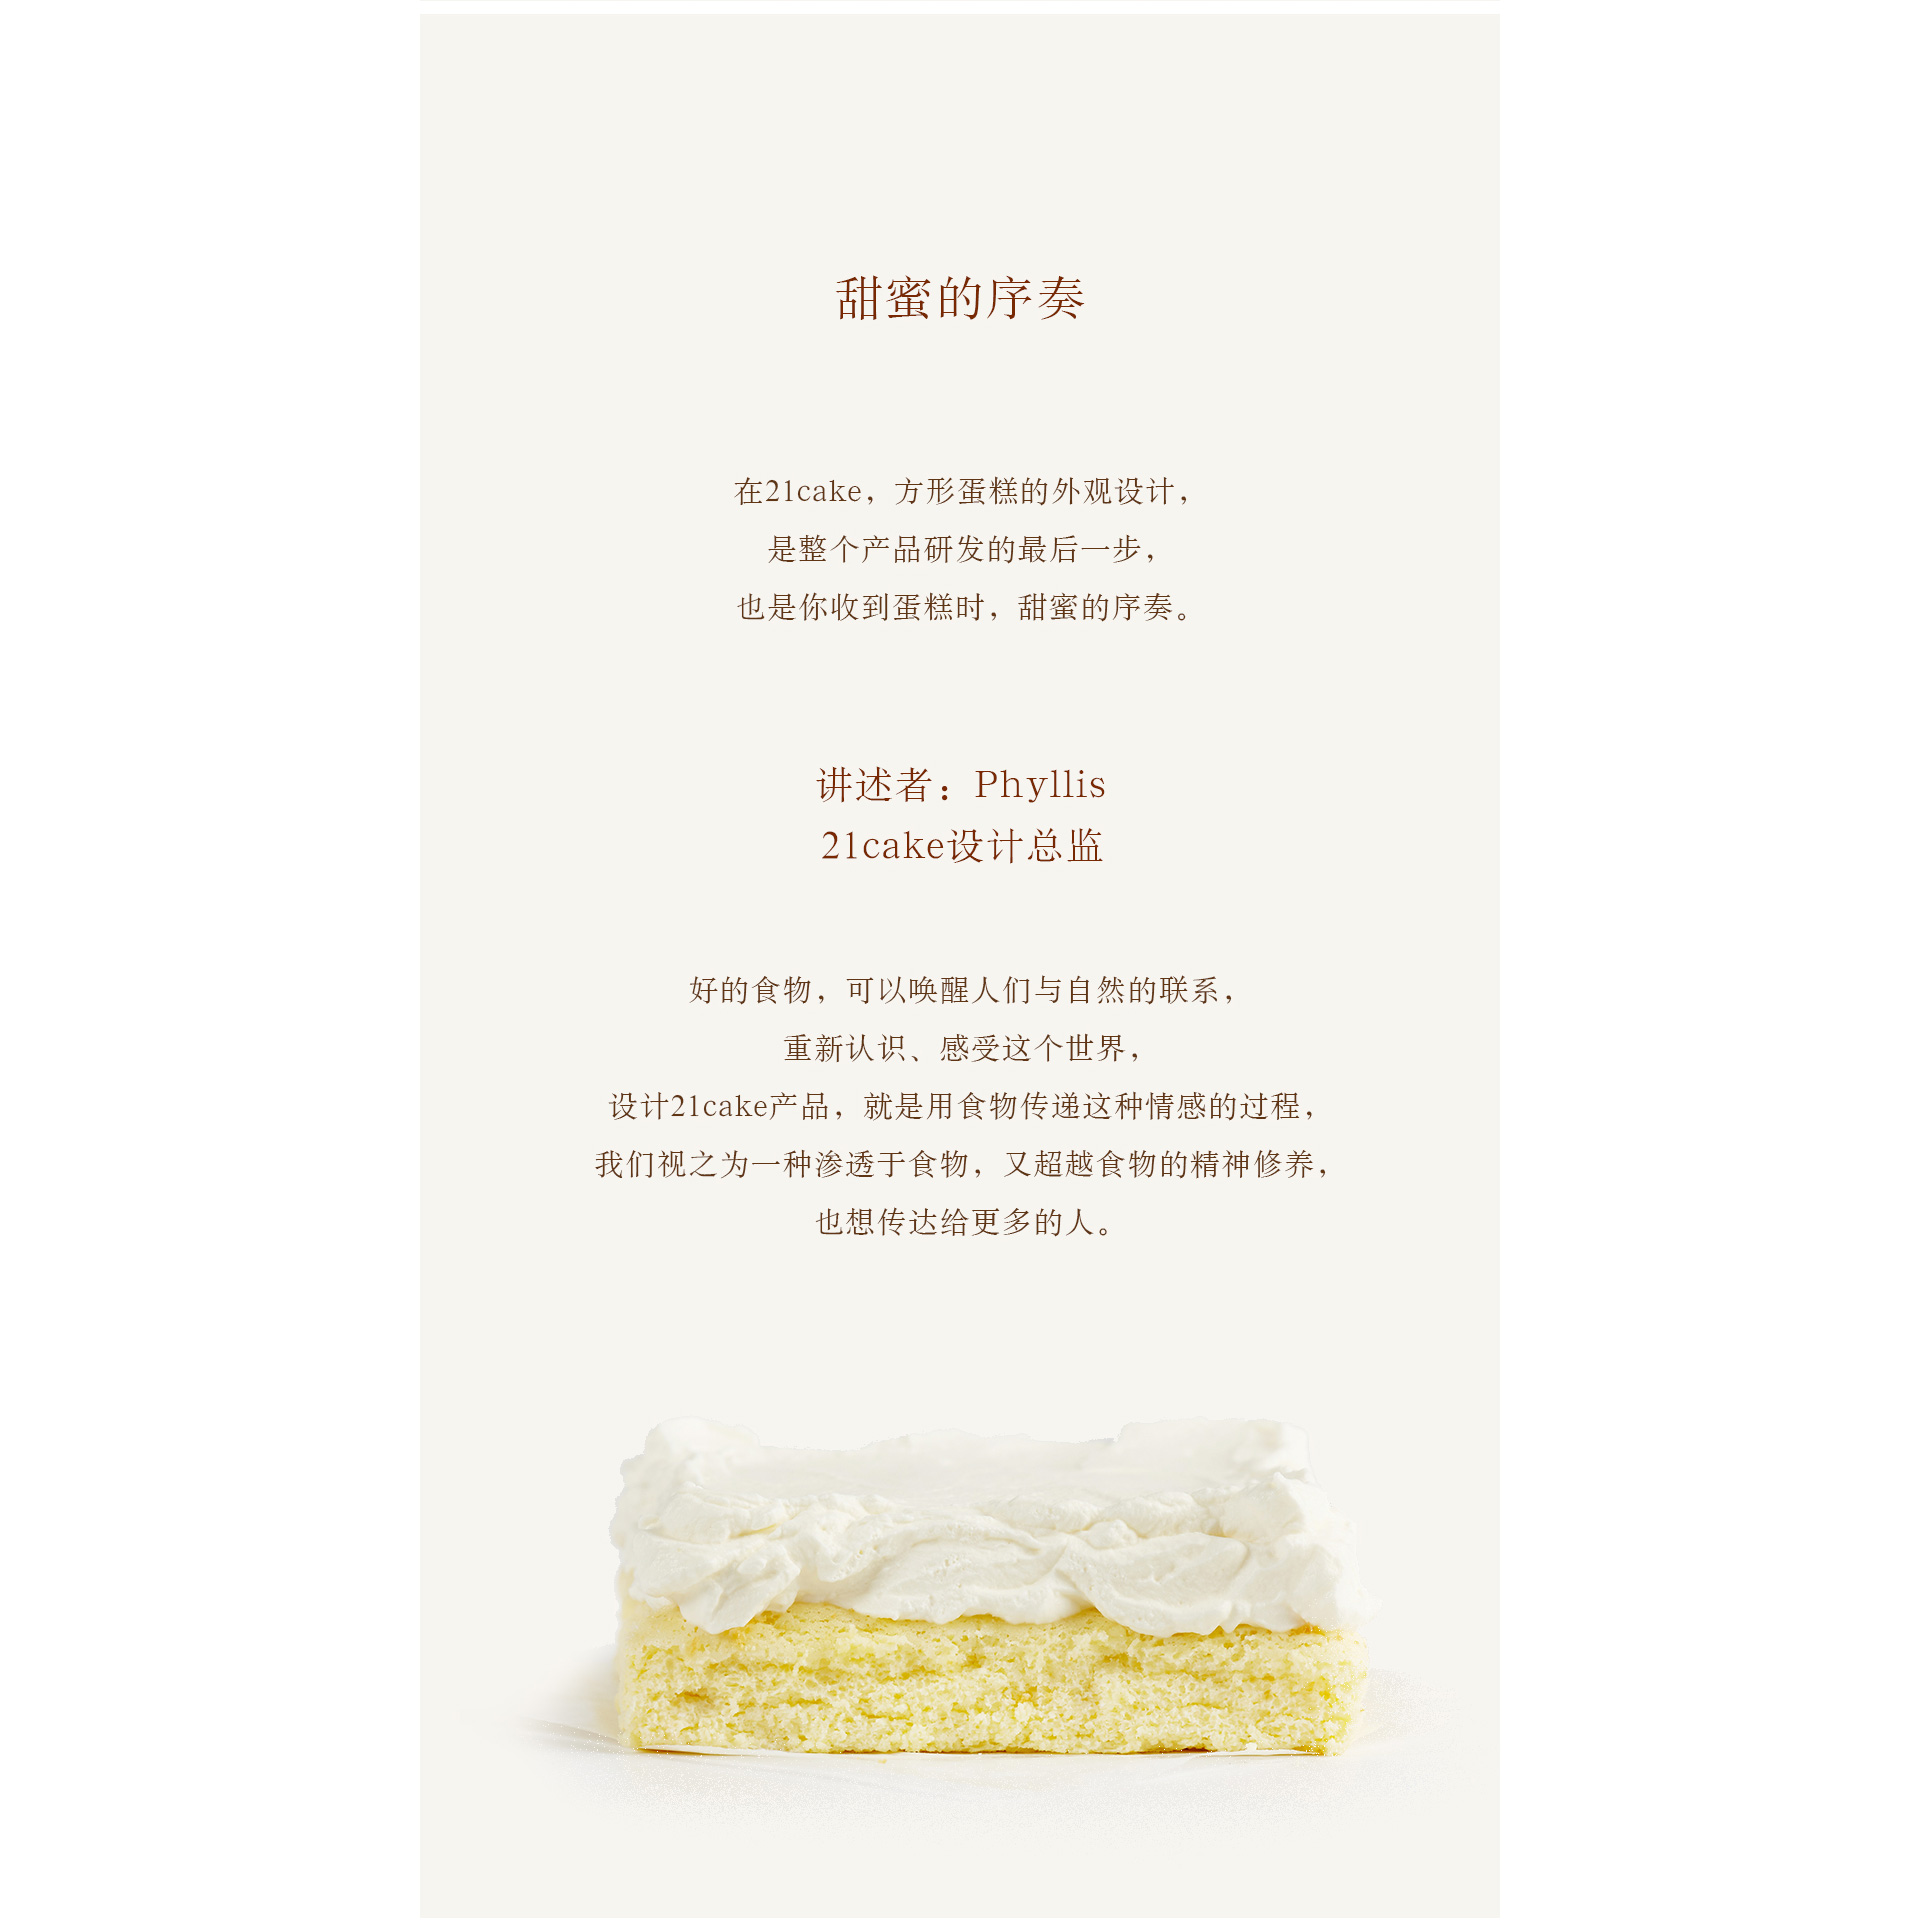 甜蜜的序奏
在21cake，方形蛋糕的外观设计，
是整个产品研发的最后一步，
也是你收到蛋糕时，甜蜜的序奏。
讲述者：Phyllis
21cake设计总监
好的食物，可以唤醒人们与自然的联系，
重新认识、感受这个世界，
设计21cake产品，就是用食物传递这种情感的过程，
我们视之为一种渗透于食物，又超越食物的精神修养，
也想传达给更多的人。